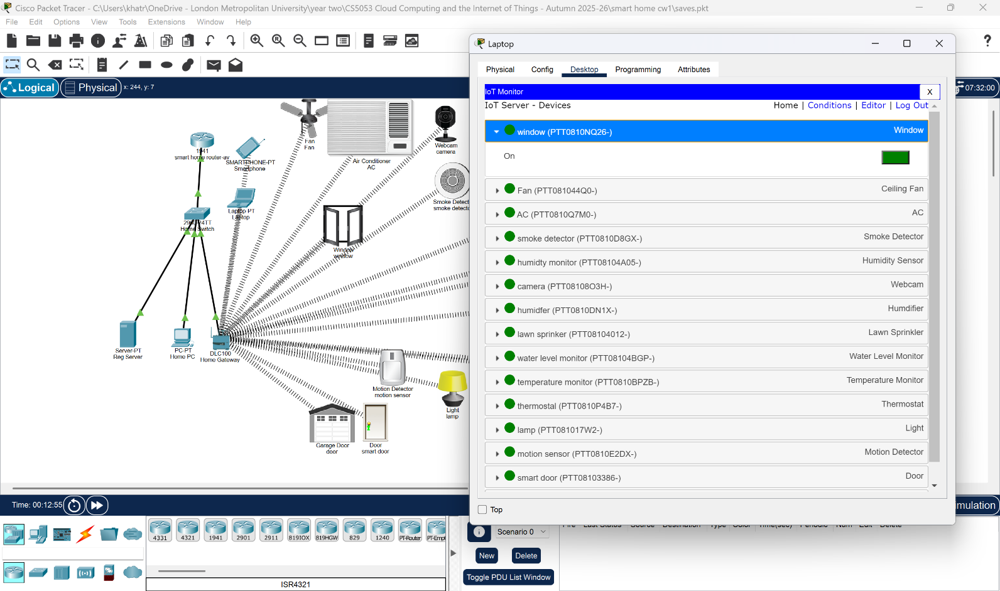 Cisco Packet Tracer - C:\Users\khatr\OneDrive - London Metropolitan University\year two\CS5053 Cloud Computing and the Internet of Things - Autumn 2025-26\smart home cw1\saves.pkt
File Edit Options View Tools Extensions Window Help
Logical
Physical
x: 244, y: 7
07:32:00
1941
smart home router-av
SMARTPHONE-PT
Smartphone
Laptop-PT
Laptop
2960-24TT
Home Switch
Server-PT
Reg Server
PC-PT
Home PC
DLC100
Home Gateway
Fan
Fan
Air Conditioner
AC
Webcam
camera
Smoke Detect
smoke detect
Window
window
Motion Detector
motion sensor
Light
lamp
Garage Door
door
Door
smart door
Laptop
Physical Config Desktop Programming Attributes
IoT Monitor
X
IoT Server - Devices
Home | Conditions | Editor | Log Out
window (PTT0810NQ26-) Window
On
Fan (PTT081044Q0-) Ceiling Fan
AC (PTT0810Q7M0-) AC
smoke detector (PTT0810D8GX-) Smoke Detector
humidty monitor (PTT08104A05-) Humidity Sensor
camera (PTT08108O3H-) Webcam
humidfer (PTT0810DN1X-) Humdifier
lawn sprinker (PTT08104012-) Lawn Sprinkler
water level monitor (PTT08104BGP-) Water Level Monitor
temperature monitor (PTT0810BPZB-) Temperature Monitor
thermostal (PTT0810P4B7-) Thermostat
lamp (PTT081017W2-) Light
motion sensor (PTT0810E2DX-) Motion Detector
smart door (PTT08103386-) Door
Top
Time: 00:12:55
imulation
4331 4321 1941 2901 2911 819IOX 819HGW 829 1240 PT-Router PT-Empt
ISR4321
Scenario 0
New
Delete
Toggle PDU List Window
Fire Last Status Source Destination Type Color Time(sec) Periodic Num Edit Delete